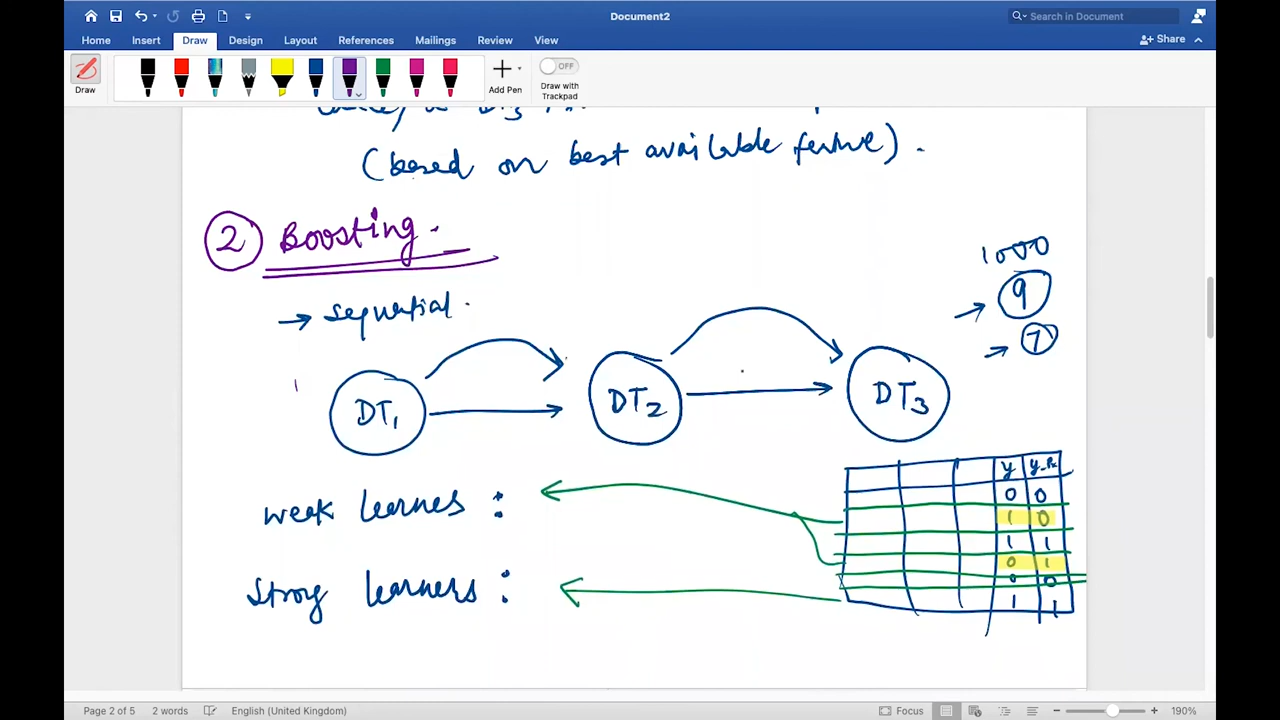 Document2
Search in Document
Home Insert Draw Design Layout References Mailings Review View
Share
Draw
Add Pen
OFF
Draw with
Trackpad
(based on best available feature).
2 Boosting.
1000
9
7
→ sequential.
DT1 DT2 DT3
y
0 0
1 0
1 1
0 1
0 0
1 1
weak learnes :
Strong learners :
Page 2 of 5 2 words English (United Kingdom) Focus 190%